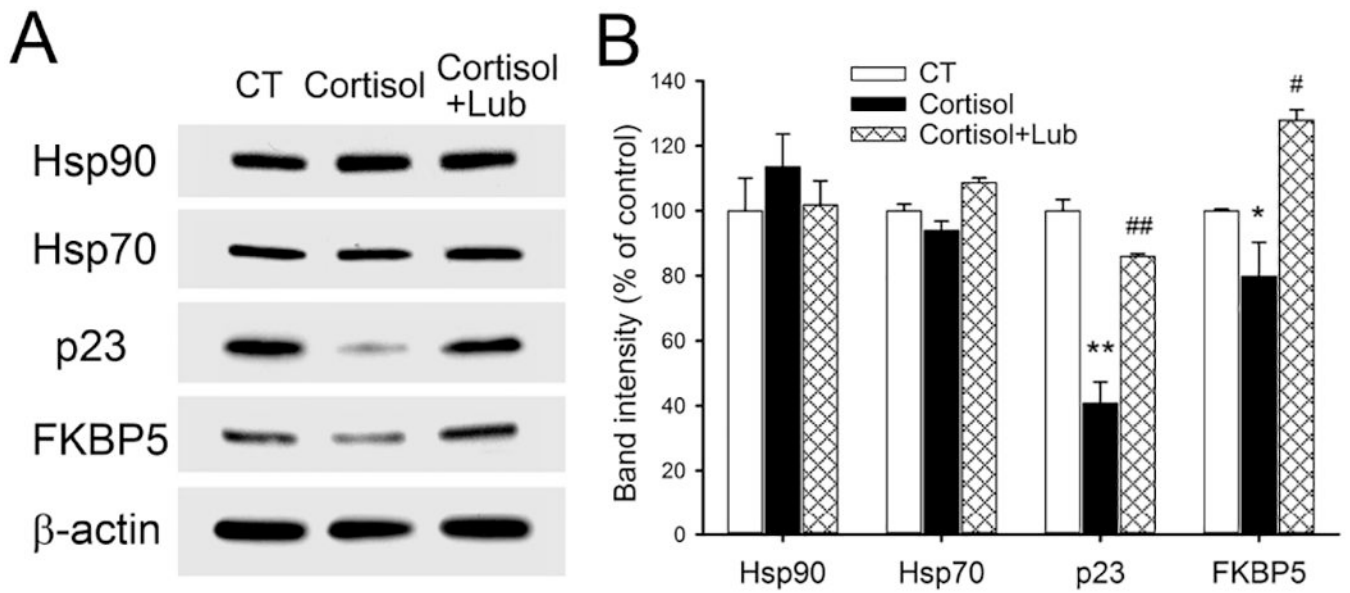 A
CT Cortisol Cortisol
+Lub
Hsp90
Hsp70
p23
FKBP5
β-actin
B
CT
Cortisol
Cortisol+Lub
Band intensity (% of control)
140
120
100
80
60
40
20
0
**
##
*
#
Hsp90 Hsp70 p23 FKBP5